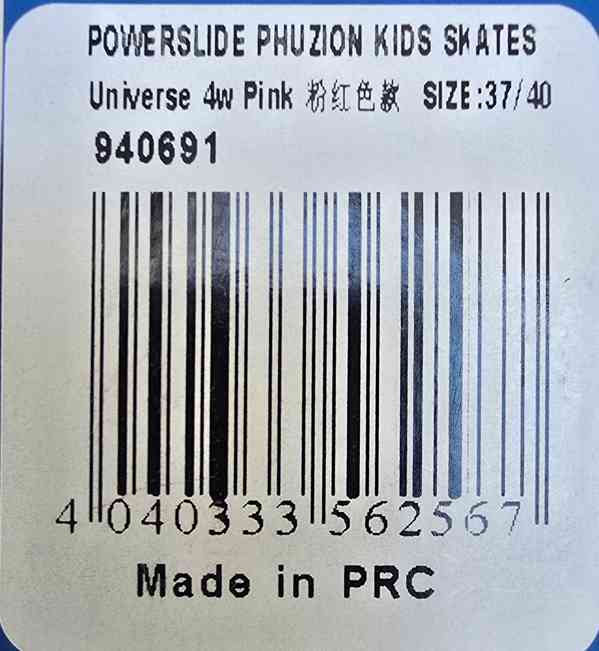 POWERSLIDE PHUZION KIDS SKATES
Universe 4w Pink 粉红色款 SIZE:37/40
940691
4 040333 562567
Made in PRC